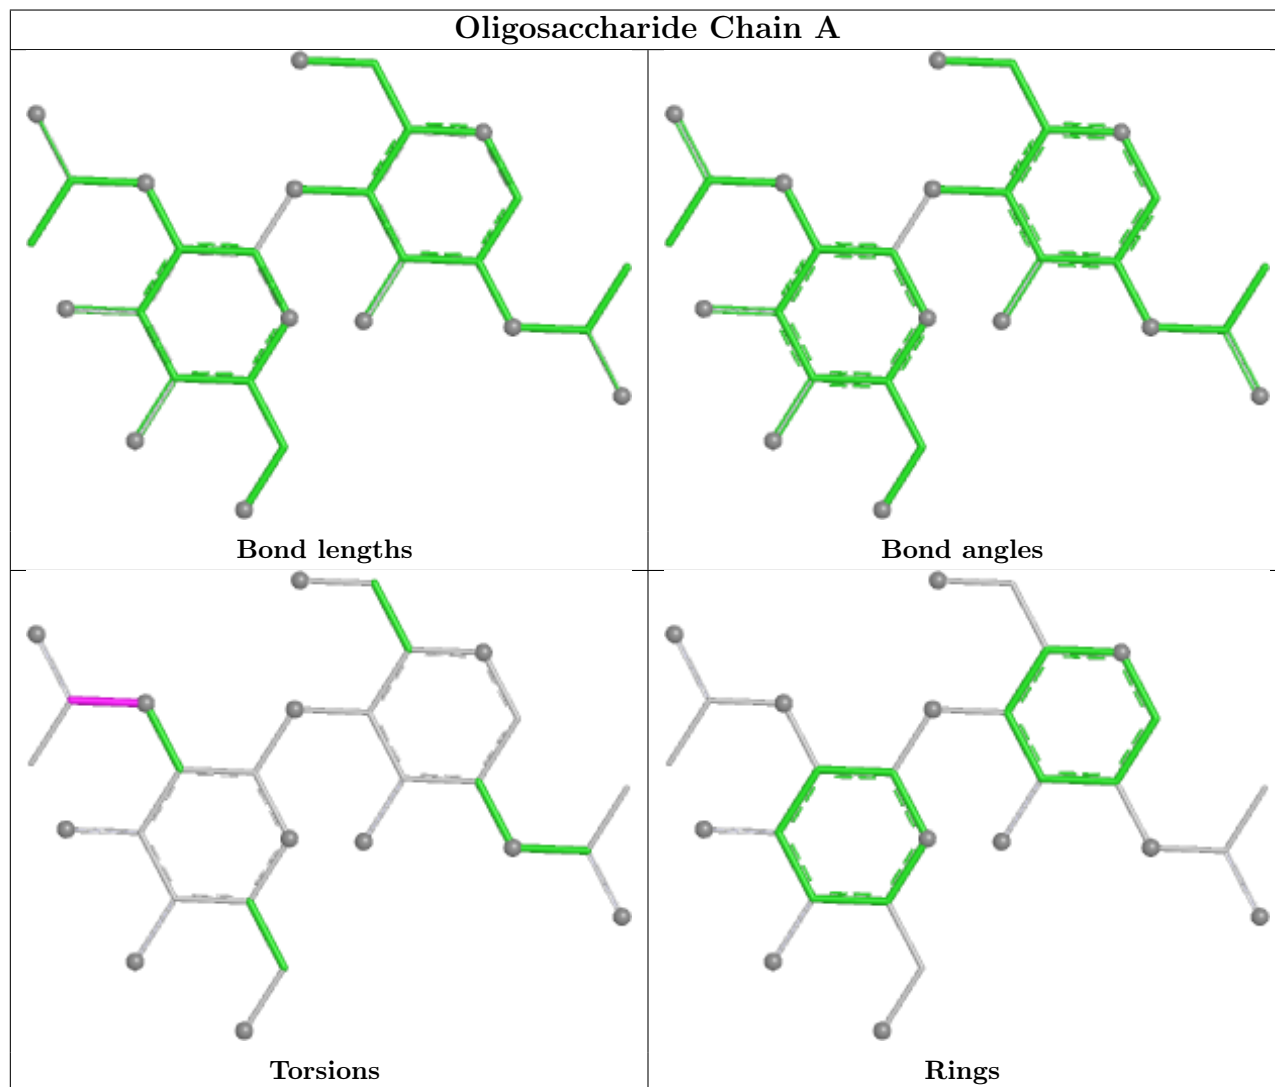 Oligosaccharide Chain A
Bond lengths
Bond angles
Torsions
Rings